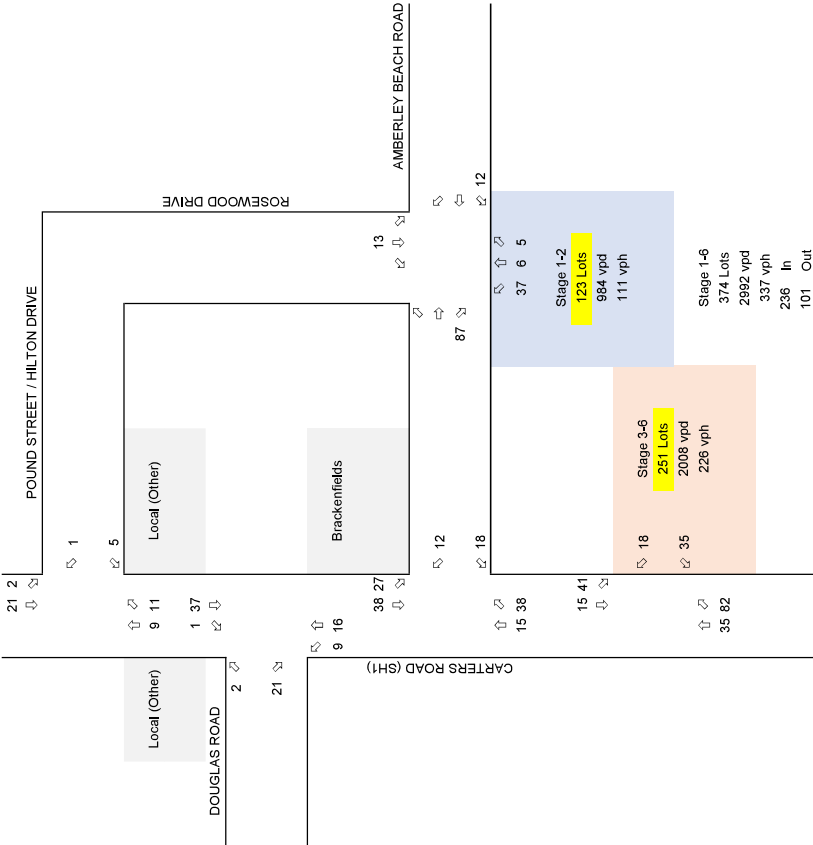 21 2
POUND STREET / HILTON DRIVE
1
5
Local (Other)
9 11
Local (Other)
1 37
DOUGLAS ROAD
ROSEWOOD DRIVE
2
21
9 16
Brackenfields
38 27
13
AMBERLEY BEACH ROAD
CARTERS ROAD (SH1)
12
87
18
12
15 38
37 6 5
Stage 1-2
123 Lots
984 vpd
111 vph
15 41
18
35
Stage 3-6
251 Lots
2008 vpd
226 vph
35 82
Stage 1-6
374 Lots
2992 vpd
337 vph
236 In
101 Out